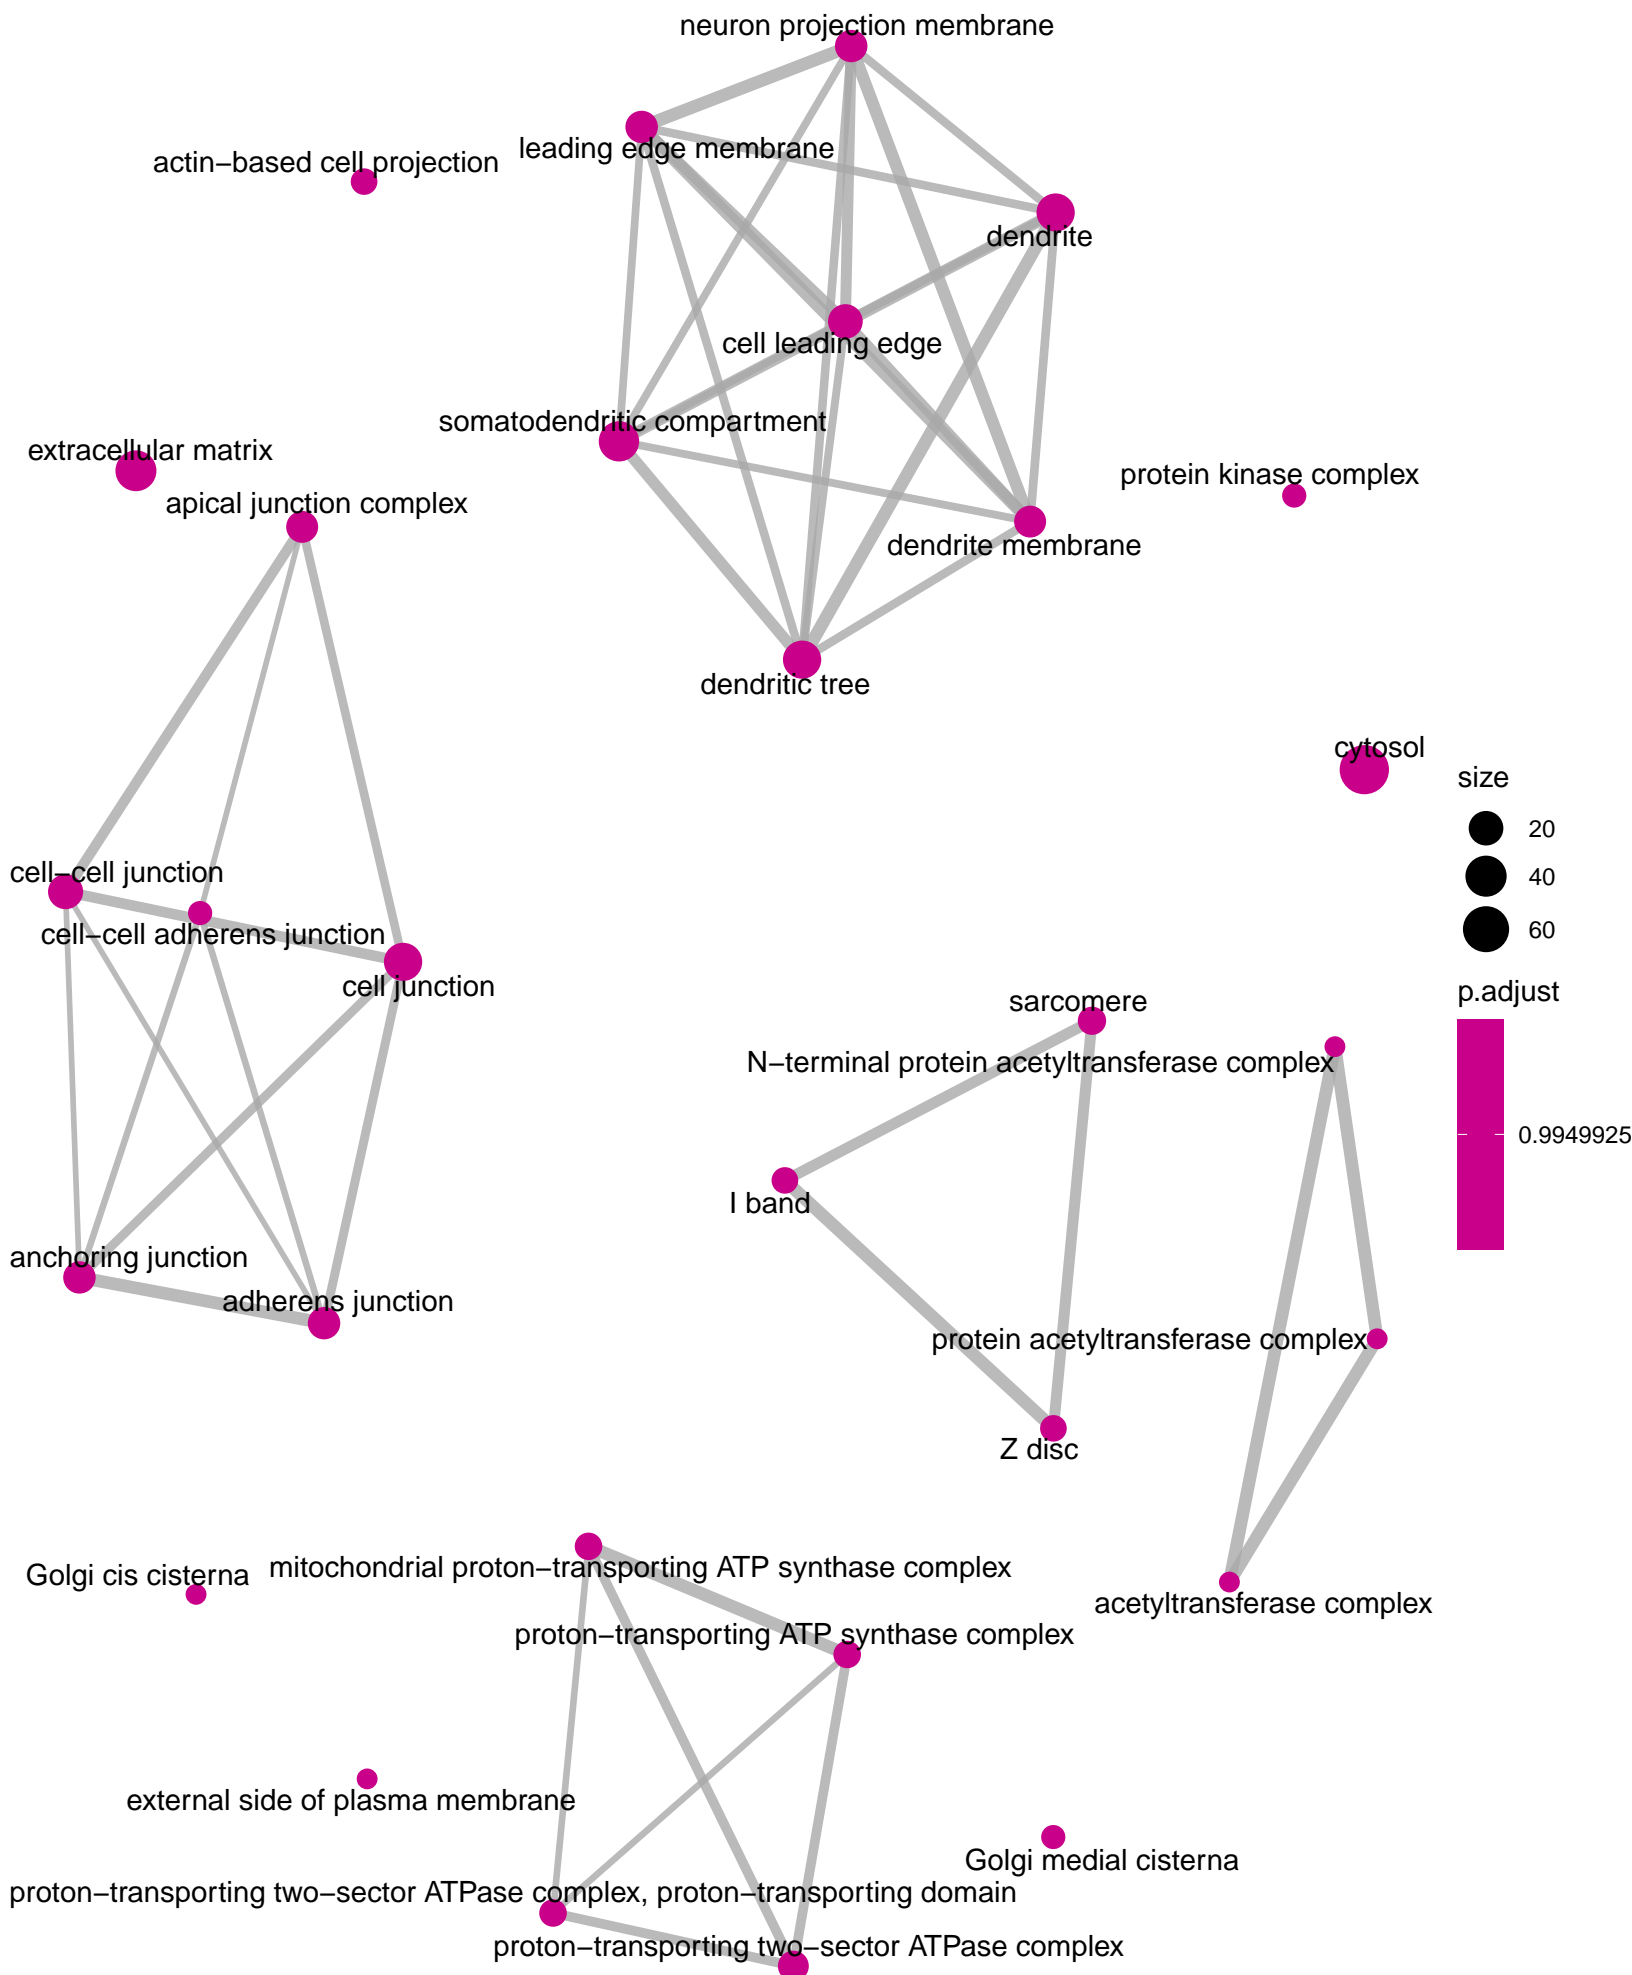 neuron projection membrane
leading edge membrane
actin−based cell projection
dendrite
cell leading edge
somatodendritic compartment
extracellular matrix
protein kinase complex
apical junction complex
dendrite membrane
dendritic tree
cytosol
size
20
40
60
cell−cell junction
cell−cell adherens junction
cell junction
p.adjust
0.9949925
sarcomere
N−terminal protein acetyltransferase complex
I band
anchoring junction
adherens junction
protein acetyltransferase complex
Z disc
Golgi cis cisterna
mitochondrial proton−transporting ATP synthase complex
acetyltransferase complex
proton−transporting ATP synthase complex
external side of plasma membrane
Golgi medial cisterna
proton−transporting two−sector ATPase complex, proton−transporting domain
proton−transporting two−sector ATPase complex